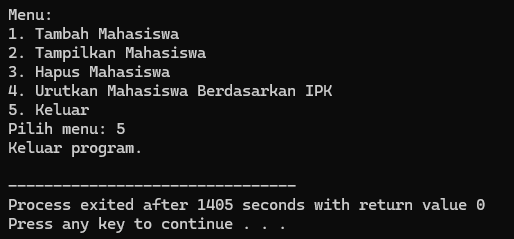 Menu:
1. Tambah Mahasiswa
2. Tampilkan Mahasiswa
3. Hapus Mahasiswa
4. Urutkan Mahasiswa Berdasarkan IPK
5. Keluar
Pilih menu: 5
Keluar program.
--------------------------------
Process exited after 1405 seconds with return value 0
Press any key to continue . . .